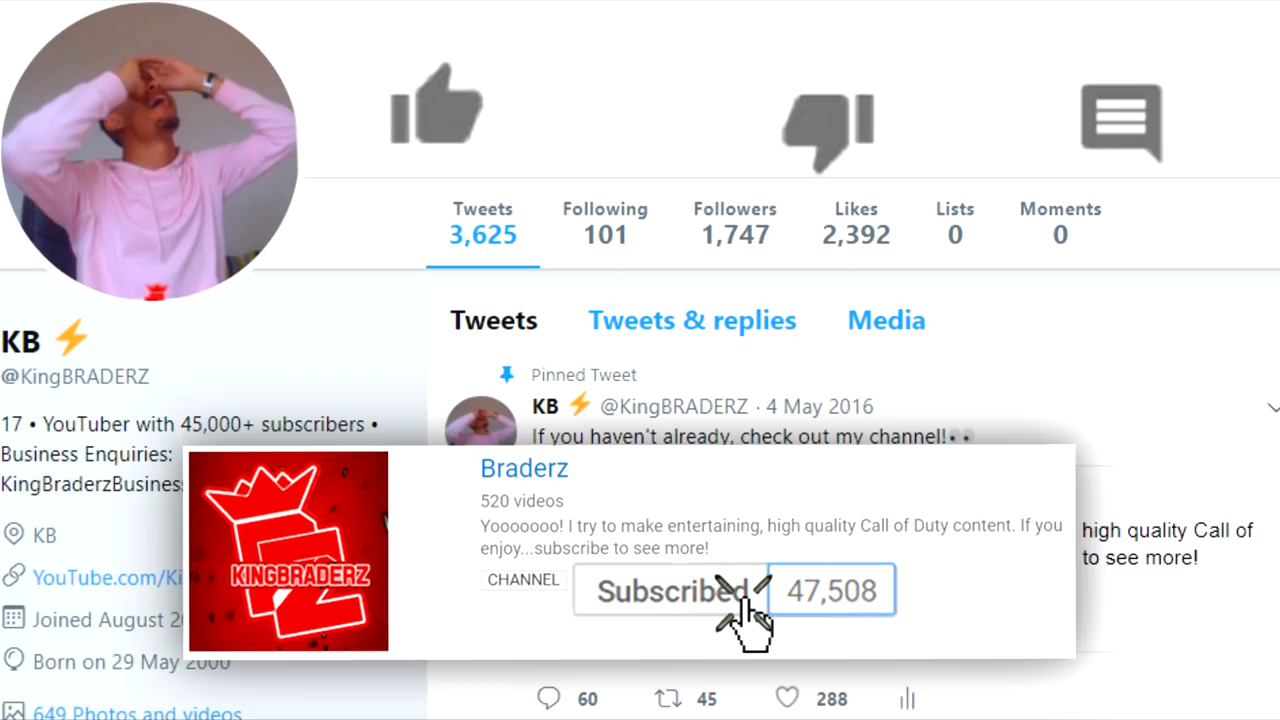 Tweets Following Followers Likes Lists Moments
3,625 101 1,747 2,392 0 0
KB
@KingBRADERZ
17 • YouTuber with 45,000+ subscribers •
Business Enquiries:
KingBraderzBusiness
KB
YouTube.com/Ki
Joined August 2
Born on 29 May 2000
649 Photos and videos
Tweets Tweets & replies Media
Pinned Tweet
KB @KingBRADERZ · 4 May 2016
If you haven't already, check out my channel!
high quality Call of
to see more!
KINGBRADERZ
Braderz
520 videos
Yooooooo! I try to make entertaining, high quality Call of Duty content. If you
enjoy...subscribe to see more!
CHANNEL Subscribed 47,508
60 45 288